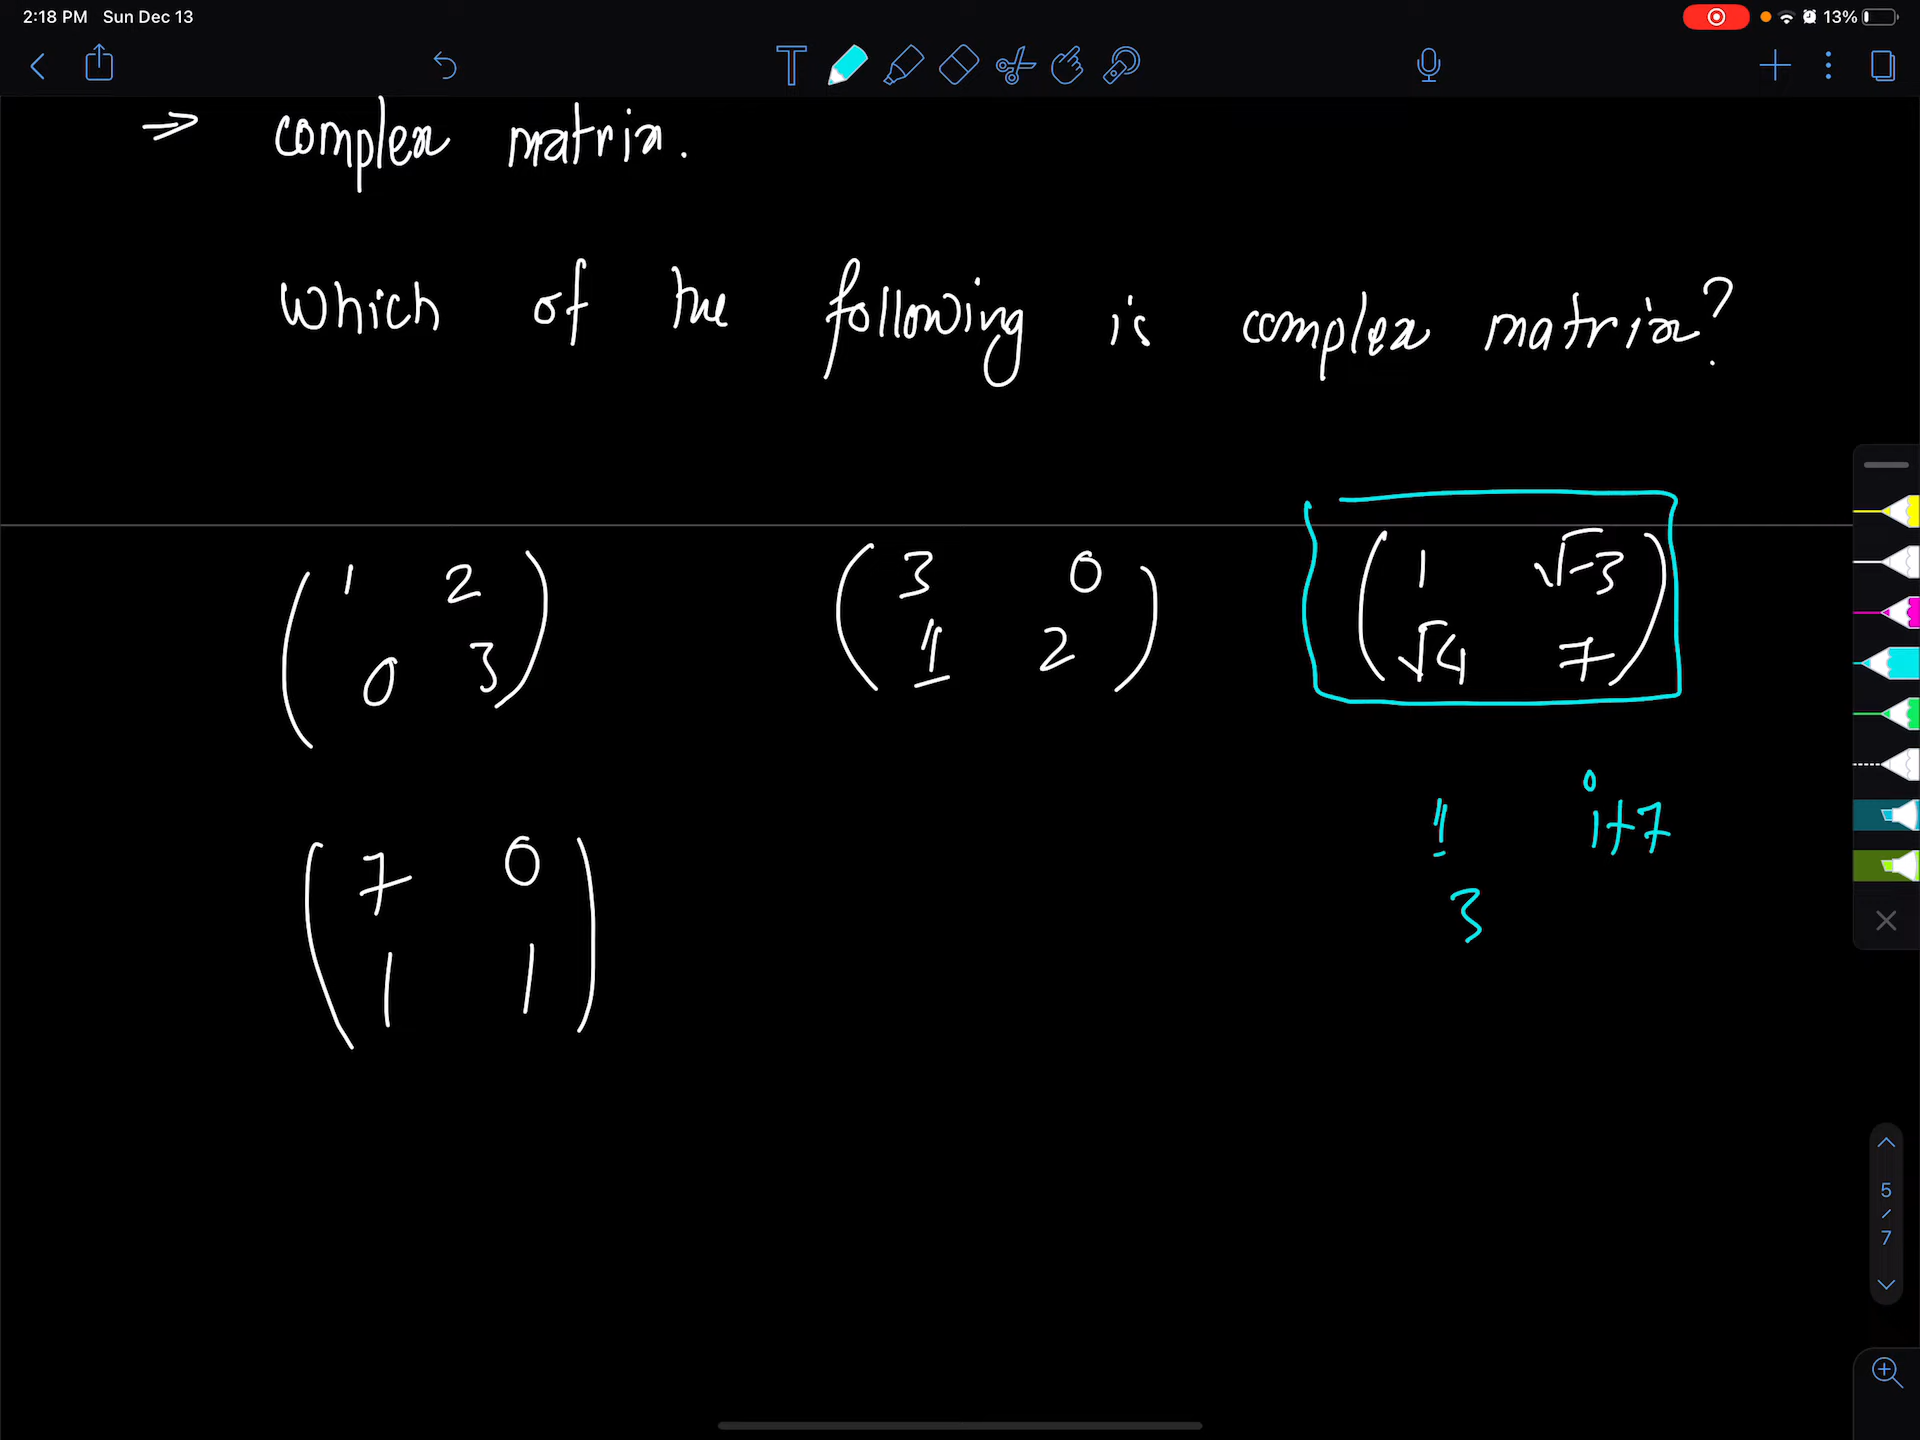 2:18 PM Sun Dec 13
13%
T
⇒ complex matrix.
Which of the following is complex matrix?
( 1 2 ) ( 3 0 ) ( 1 √-3 )
( 0 3 ) ( 1 2 ) ( √4 7 )
1 i+7
3
( 7 0 )
( 1 1 )
5
/
7